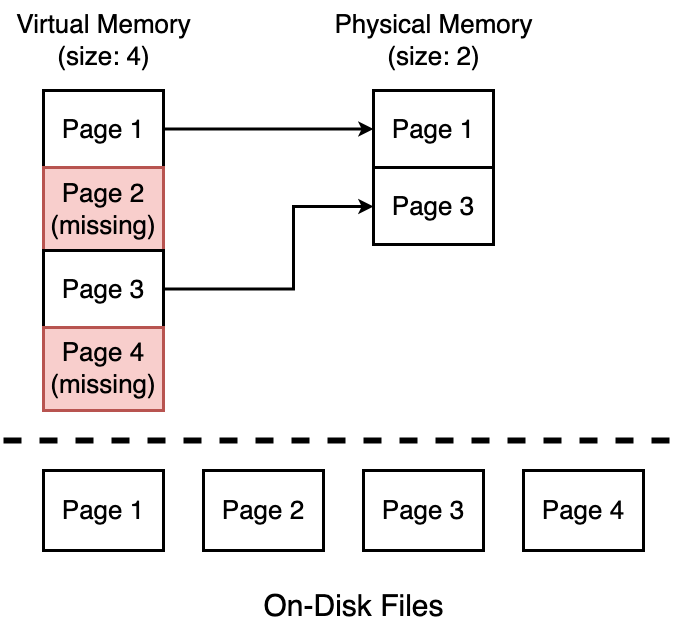 Virtual Memory
(size: 4)
Physical Memory
(size: 2)
Page 1
Page 2
(missing)
Page 3
Page 4
(missing)
Page 1
Page 3
Page 1
Page 2
Page 3
Page 4
On-Disk Files